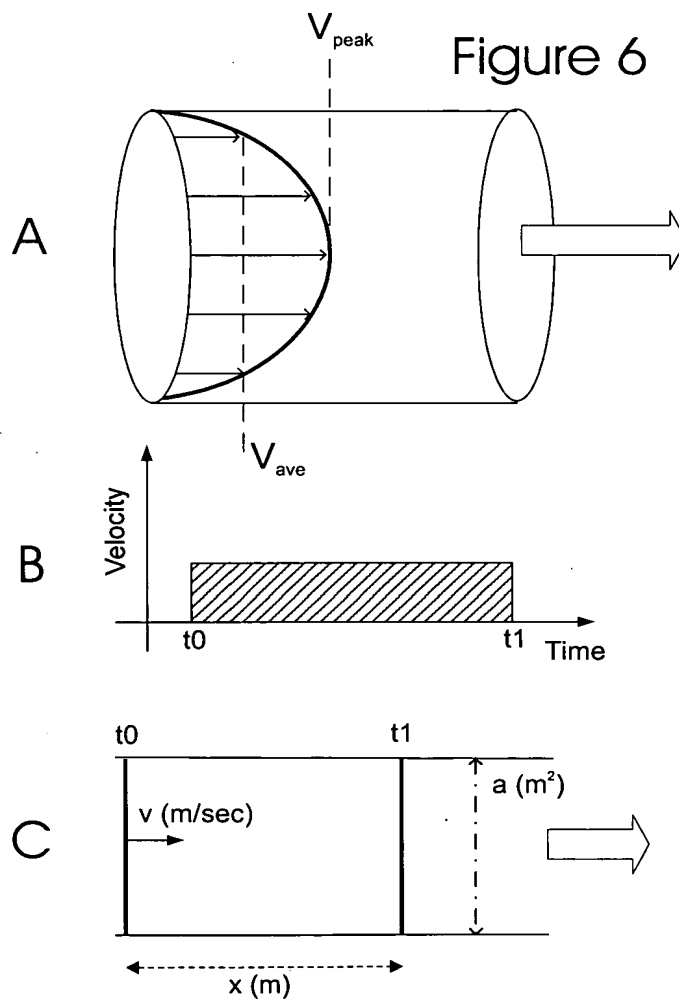 V_peak
Figure 6
A
V_ave
Velocity
B
t0
t1
Time
t0
t1
v (m/sec)
a (m²)
C
x (m)